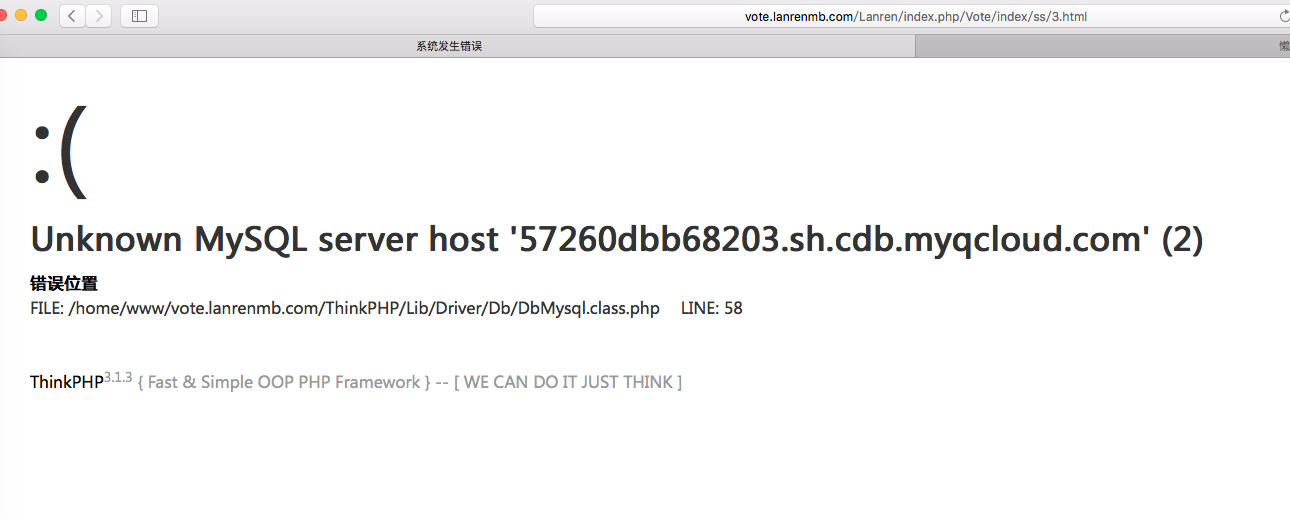 vote.lanrenmb.com/Lanren/index.php/Vote/index/ss/3.html
系统发生错误
懒
:(
Unknown MySQL server host '57260dbb68203.sh.cdb.myqcloud.com' (2)
错误位置
FILE: /home/www/vote.lanrenmb.com/ThinkPHP/Lib/Driver/Db/DbMysql.class.php LINE: 58
ThinkPHP3.1.3 { Fast & Simple OOP PHP Framework } -- [ WE CAN DO IT JUST THINK ]